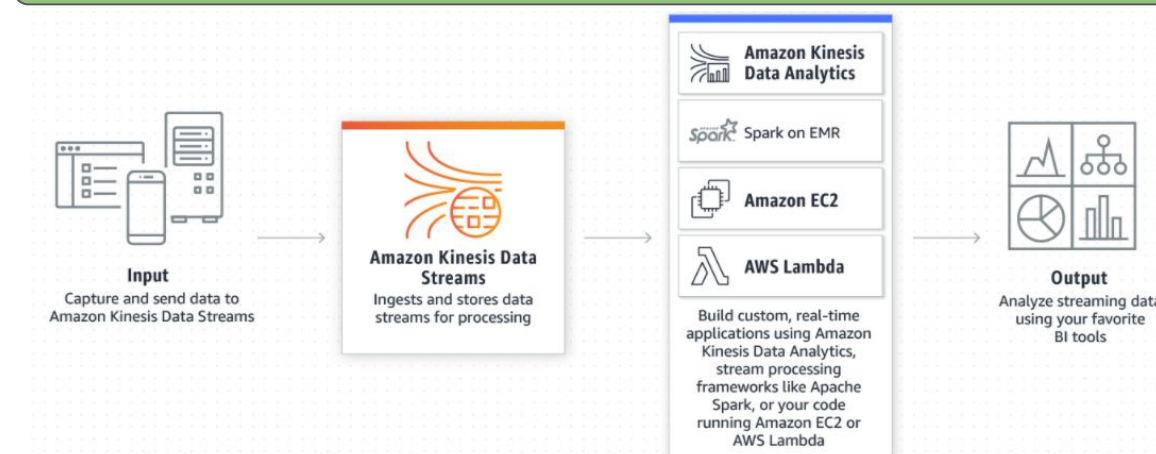 Input
Capture and send data to
Amazon Kinesis Data Streams
Amazon Kinesis Data
Streams
Ingests and stores data
streams for processing
Amazon Kinesis
Data Analytics
Spark Spark on EMR
Amazon EC2
AWS Lambda
Build custom, real-time
applications using Amazon
Kinesis Data Analytics,
stream processing
frameworks like Apache
Spark, or your code
running Amazon EC2 or
AWS Lambda
Output
Analyze streaming data
using your favorite
BI tools